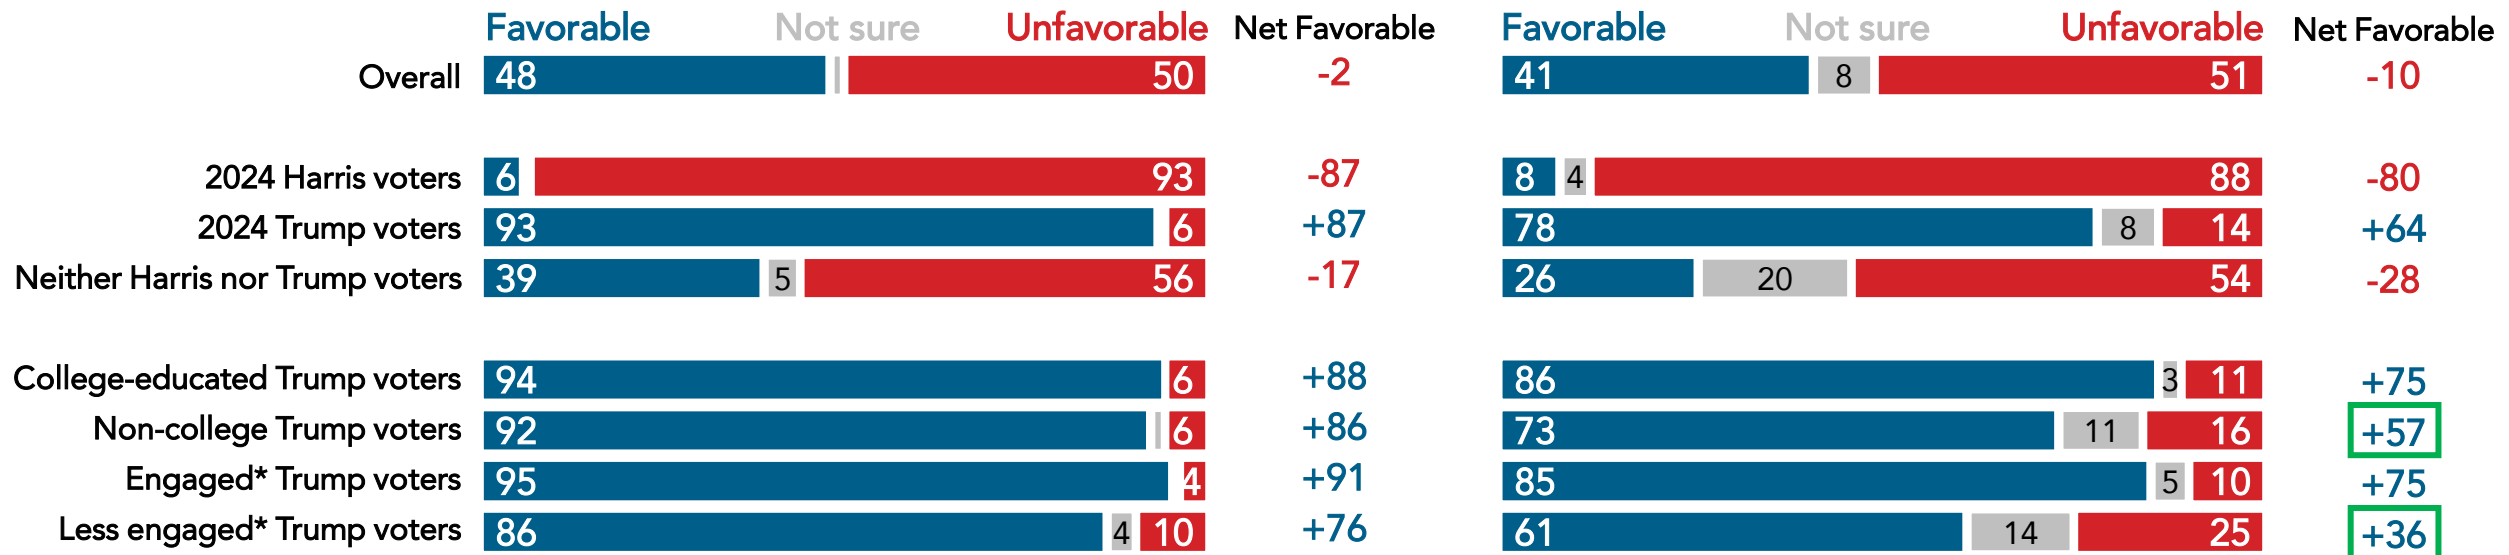 Favorable Not sure Unfavorable Net Favorable Favorable Not sure Unfavorable Net Favorable
Overall 48 50 -2 41 8 51 -10
2024 Harris voters 6 93 -87 8 4 88 -80
2024 Trump voters 93 6 +87 78 8 14 +64
Neither Harris nor Trump voters 39 5 56 -17 26 20 54 -28
College-educated Trump voters 94 6 +88 86 3 11 +75
Non-college Trump voters 92 6 +86 73 11 16 +57
Engaged* Trump voters 95 4 +91 85 5 10 +75
Less engaged* Trump voters 86 4 10 +76 61 14 25 +36